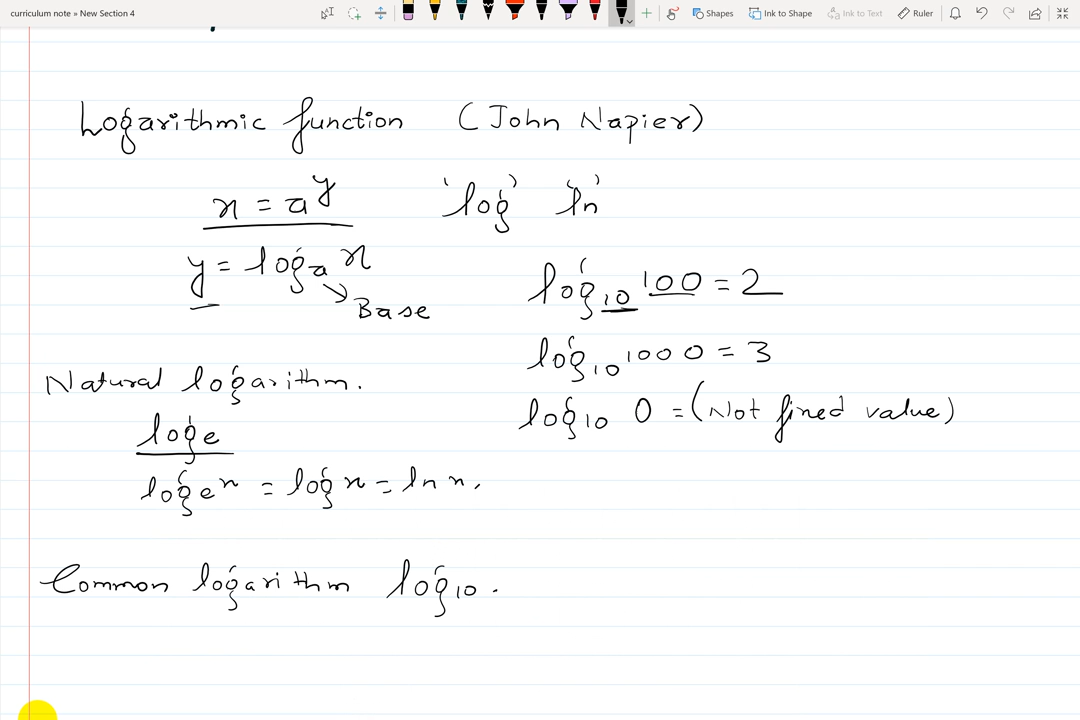 curriculum note » New Section 4
Shapes Ink to Shape Ink to Text Ruler
Logarithmic function (John Napier)
x = a^y 'log' 'ln'
y = log_a x
Base
log_10 100 = 2
log_10 1000 = 3
log_10 0 = (Not fined value)
Natural logarithm.
log_e
log_e x = log x = ln x.
Common logarithm log_10.